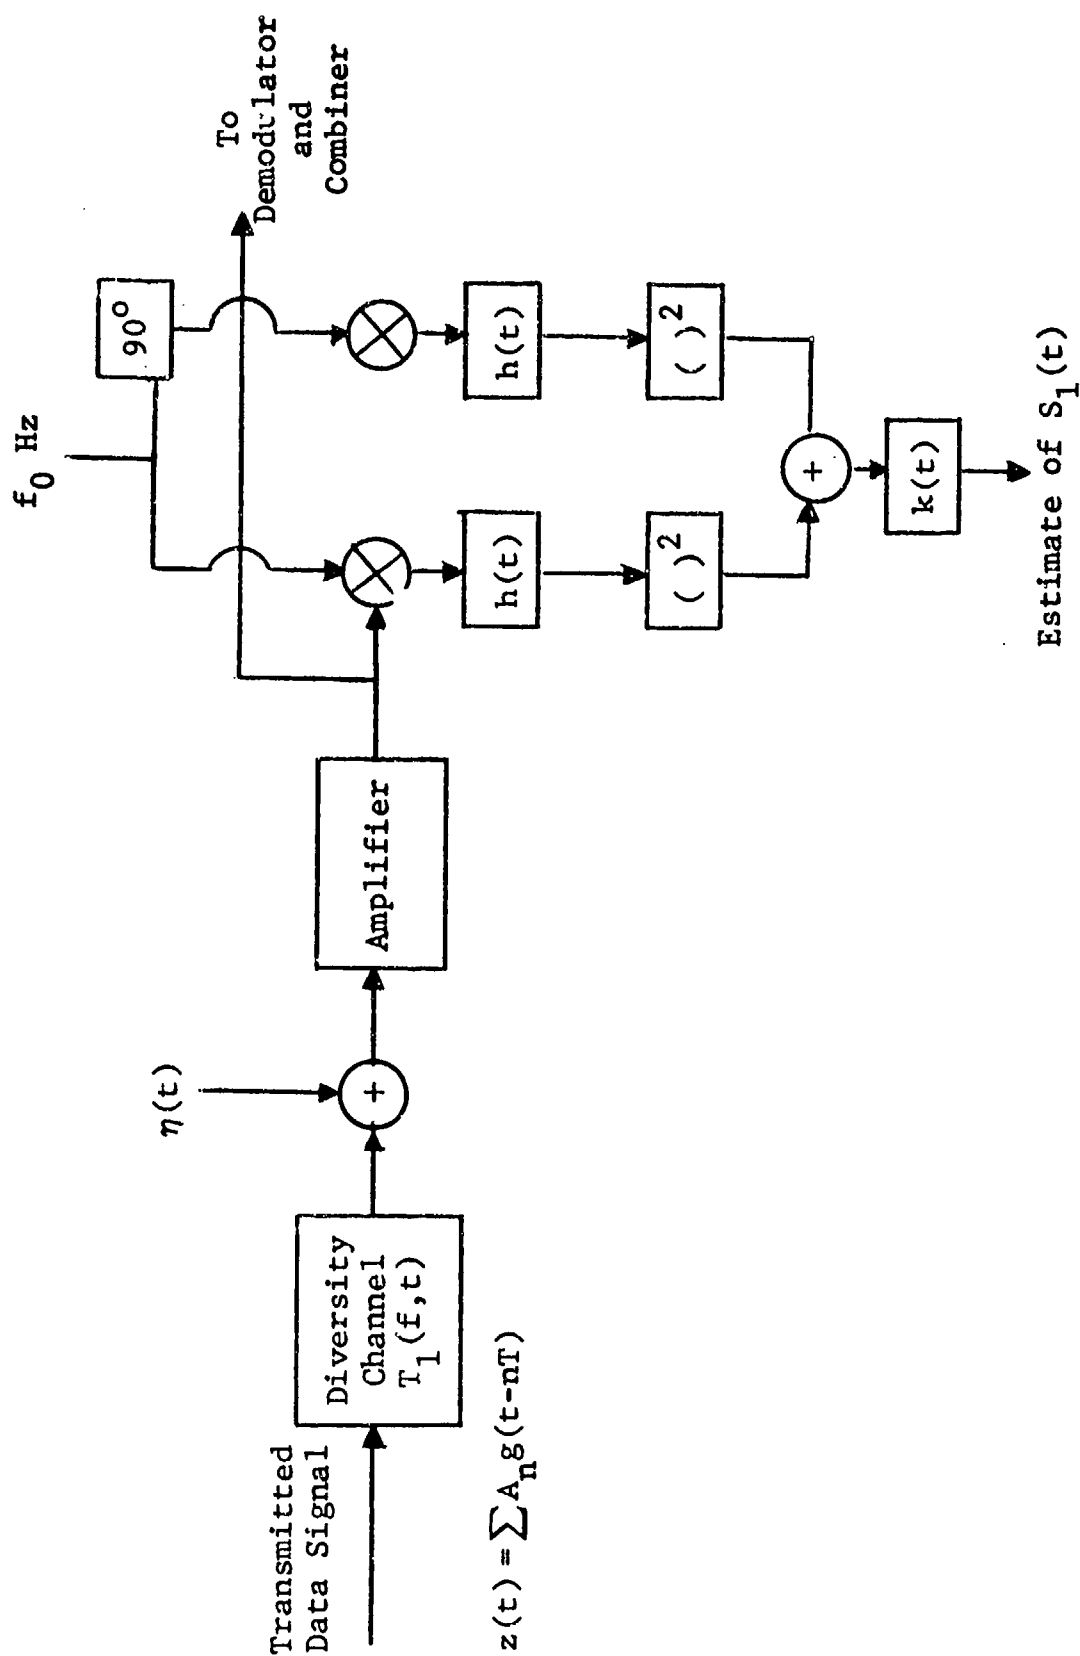 Transmitted
Data Signal
z(t) = ∑ Aₙg(t-nT)
Diversity
Channel
T₁(f,t)
η(t)
+
Amplifier
f₀ Hz
90°
To
Demodulator
and
Combiner
h(t)
h(t)
( )²
( )²
+
k(t)
Estimate of S₁(t)